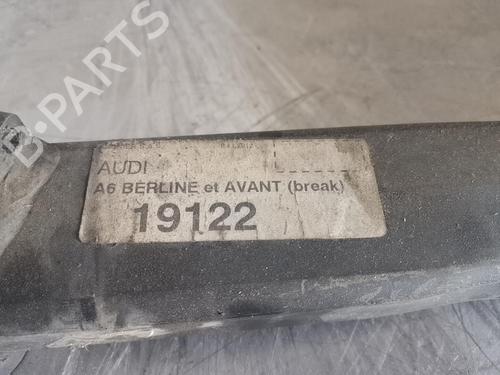 AUDI
A6 BERLINE et AVANT (break)
19122
B-PARTS